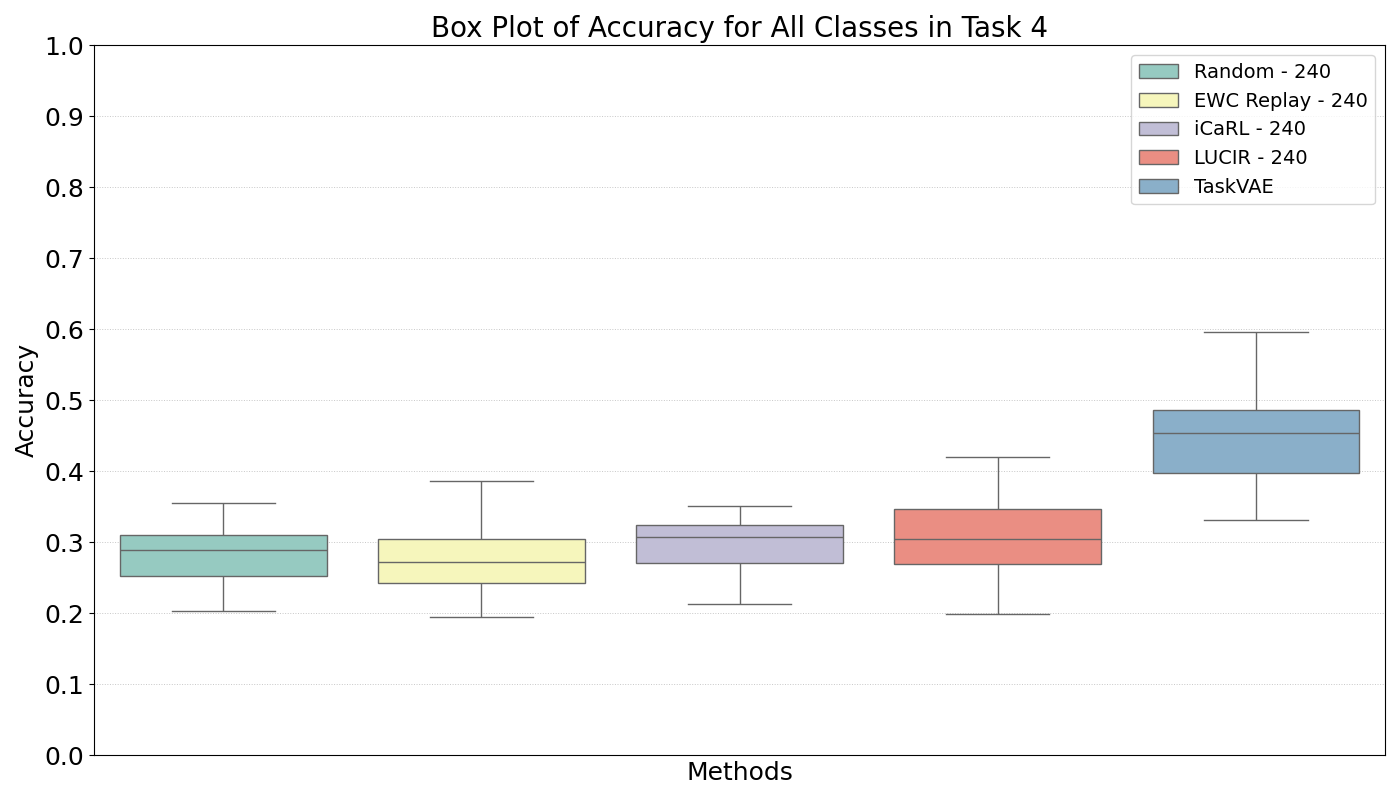 Box Plot of Accuracy for All Classes in Task 4
1.0
0.9
0.8
0.7
0.6
0.5
0.4
0.3
0.2
0.1
0.0
Accuracy
Methods
Random - 240
EWC Replay - 240
iCaRL - 240
LUCIR - 240
TaskVAE